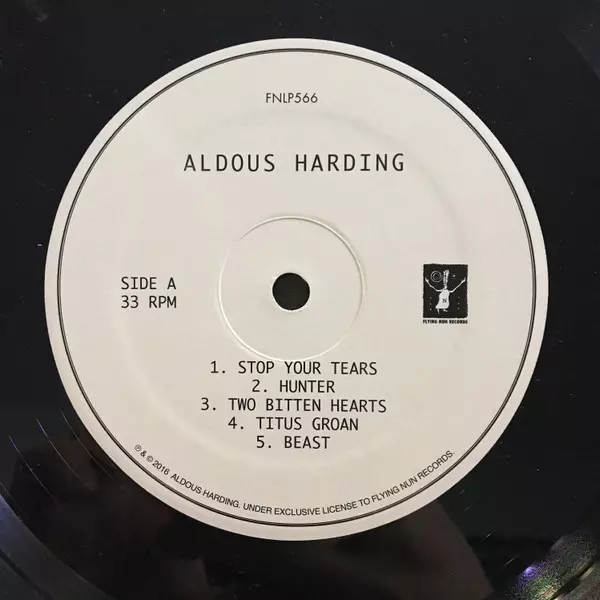 FNLP566
ALDOUS HARDING
SIDE A
33 RPM
N
FLYING NUN RECORDS
1. STOP YOUR TEARS
2. HUNTER
3. TWO BITTEN HEARTS
4. TITUS GROAN
5. BEAST
℗ & © 2016 ALDOUS HARDING. UNDER EXCLUSIVE LICENSE TO FLYING NUN RECORDS.